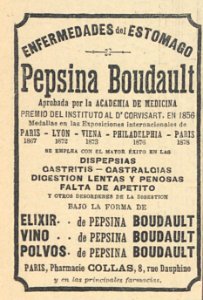 ENFERMEDADES del ESTOMAGO
Pepsina Boudault
Aprobada por la ACADEMIA DE MEDICINA
PREMIO DEL INSTITUTO AL Dr CORVISART. EN 1856
Medallas en las Exposiciones internacionales de
PARIS - LYON - VIENA - PHILADELPHIA - PARIS
1867 1872 1873 1876 1878
SE EMPLEA CON EL MAYOR ÉXITO EN LAS
DISPEPSIAS
GASTRITIS - GASTRALGIAS
DIGESTION LENTAS Y PENOSAS
FALTA DE APETITO
Y OTROS DESORDENES DE LA DIGESTION
BAJO LA FORMA DE
ELIXIR. . de PEPSINA BOUDAULT
VINO . . . de PEPSINA BOUDAULT
POLVOS. de PEPSINA BOUDAULT
PARIS, Pharmacie COLLAS, 8, rue Dauphine
y en las principales farmacias.